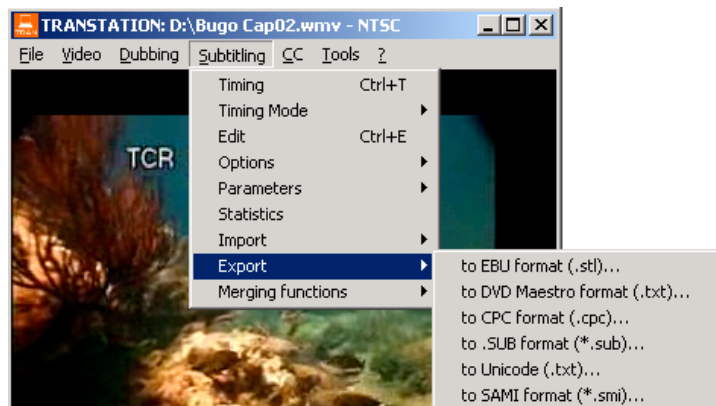 TRANSTATION: D:\Bugo Cap02.wmv - NTSC
File Video Dubbing Subtitling CC Tools ?
Timing Ctrl+T
Timing Mode
Edit Ctrl+E
Options
Parameters
Statistics
Import
Export
Merging functions
to EBU format (.stl)...
to DVD Maestro format (.txt)...
to CPC format (.cpc)...
to .SUB format (*.sub)...
to Unicode (.txt)...
to SAMI format (*.smi)...
TCR